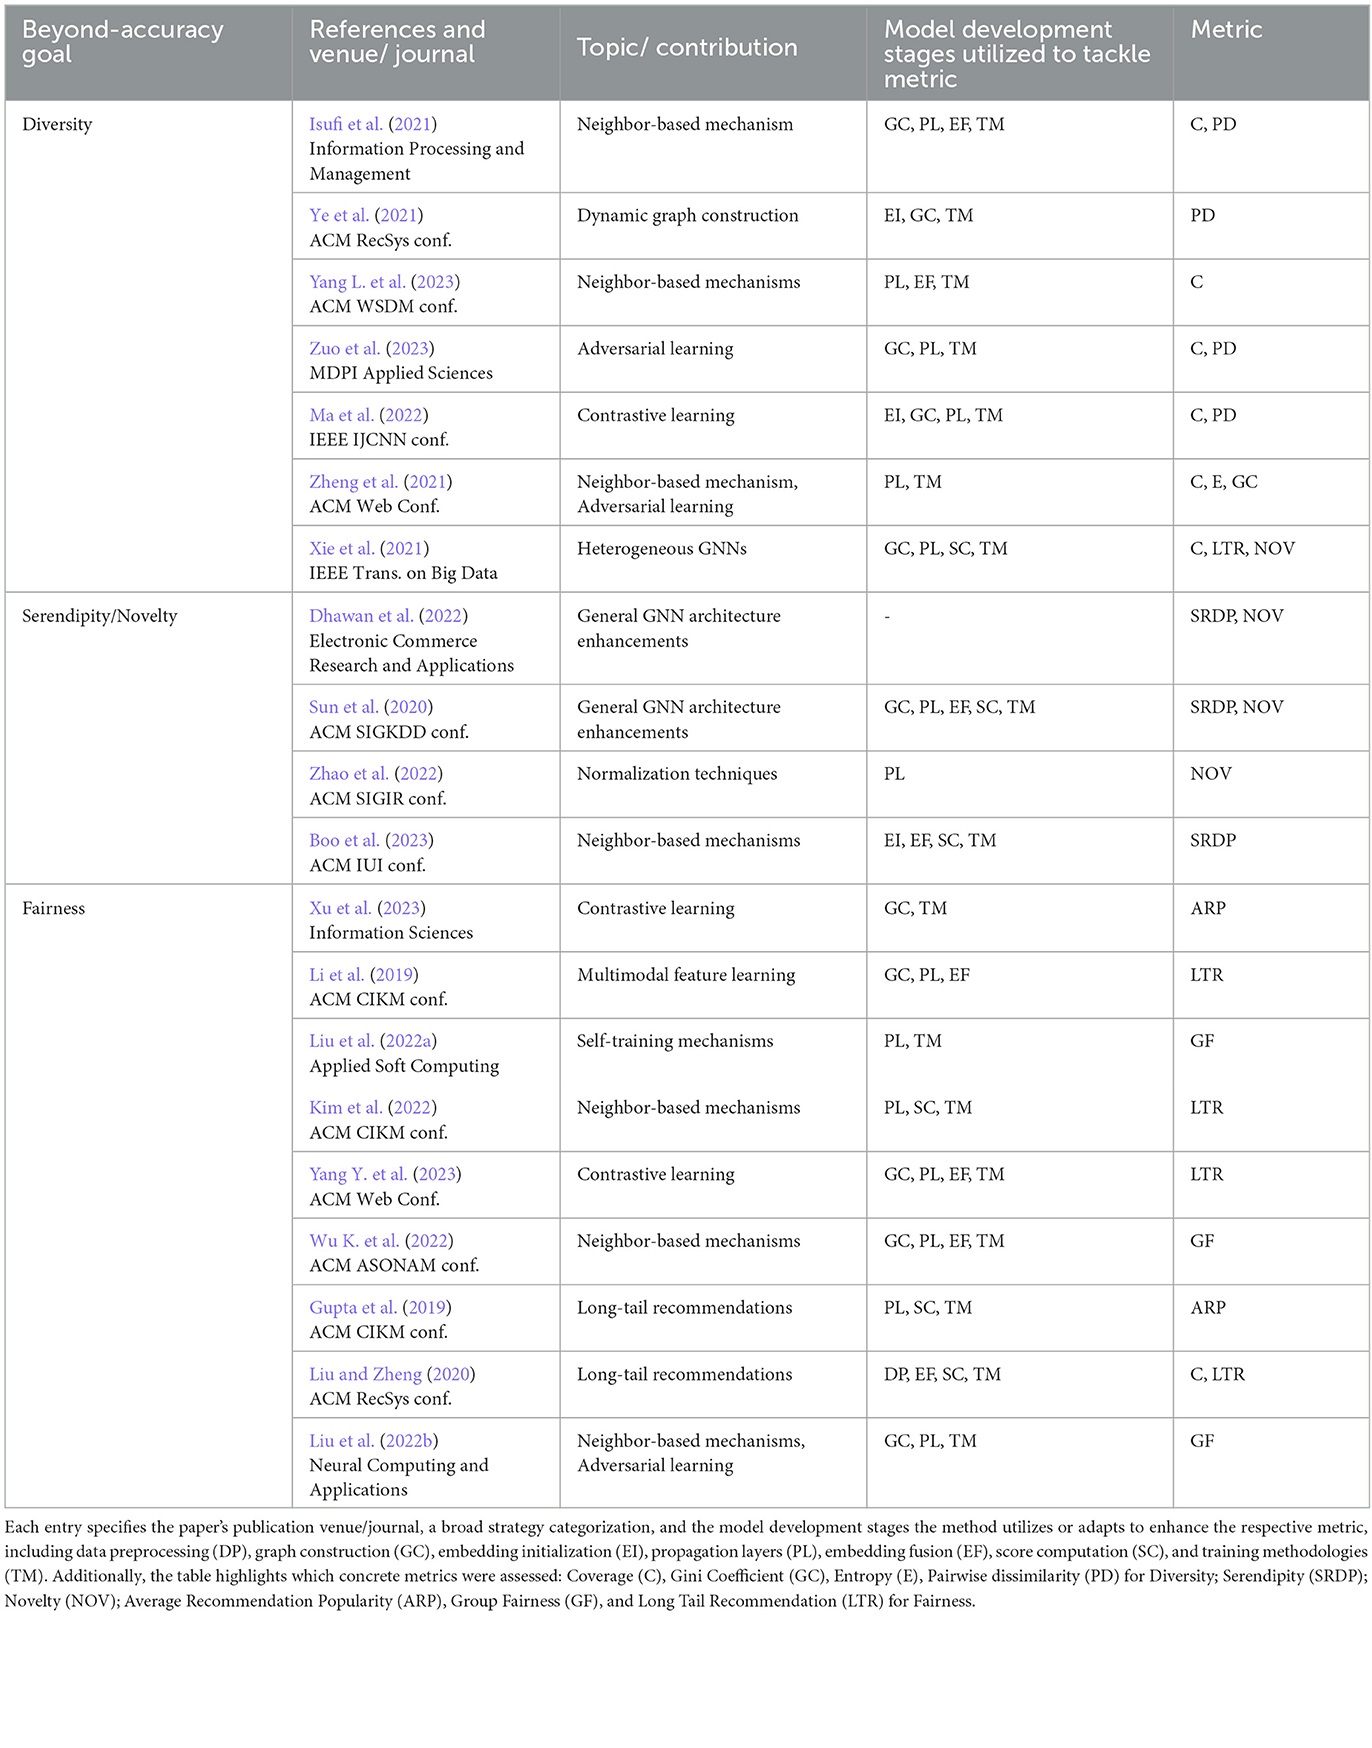 Beyond-accuracy goal | References and venue/ journal | Topic/ contribution | Model development stages utilized to tackle metric | Metric
Diversity | Isufi et al. (2021) | Neighbor-based mechanism | GC, PL, EF, TM | C, PD
Information Processing and
Management
Ye et al. (2021) | Dynamic graph construction | EI, GC, TM | PD
ACM RecSys conf.
Yang L. et al. (2023) | Neighbor-based mechanisms | PL, EF, TM | C
ACM WSDM conf.
Zuo et al. (2023) | Adversarial learning | GC, PL, TM | C, PD
MDPI Applied Sciences
Ma et al. (2022) | Contrastive learning | EI, GC, PL, TM | C, PD
IEEE IJCNN conf.
Zheng et al. (2021) | Neighbor-based mechanism, | PL, TM | C, E, GC
ACM Web Conf. | Adversarial learning
Xie et al. (2021) | Heterogeneous GNNs | GC, PL, SC, TM | C, LTR, NOV
IEEE Trans. on Big Data
Serendipity/Novelty | Dhawan et al. (2022) | General GNN architecture | - | SRDP, NOV
Electronic Commerce | enhancements
Research and Applications
Sun et al. (2020) | General GNN architecture | GC, PL, EF, SC, TM | SRDP, NOV
ACM SIGKDD conf. | enhancements
Zhao et al. (2022) | Normalization techniques | PL | NOV
ACM SIGIR conf.
Boo et al. (2023) | Neighbor-based mechanisms | EI, EF, SC, TM | SRDP
ACM IUI conf.
Fairness | Xu et al. (2023) | Contrastive learning | GC, TM | ARP
Information Sciences
Li et al. (2019) | Multimodal feature learning | GC, PL, EF | LTR
ACM CIKM conf.
Liu et al. (2022a) | Self-training mechanisms | PL, TM | GF
Applied Soft Computing
Kim et al. (2022) | Neighbor-based mechanisms | PL, SC, TM | LTR
ACM CIKM conf.
Yang Y. et al. (2023) | Contrastive learning | GC, PL, EF, TM | LTR
ACM Web Conf.
Wu K. et al. (2022) | Neighbor-based mechanisms | GC, PL, EF, TM | GF
ACM ASONAM conf.
Gupta et al. (2019) | Long-tail recommendations | PL, SC, TM | ARP
ACM CIKM conf.
Liu and Zheng (2020) | Long-tail recommendations | DP, EF, SC, TM | C, LTR
ACM RecSys conf.
Liu et al. (2022b) | Neighbor-based mechanisms, | GC, PL, TM | GF
Neural Computing and | Adversarial learning
Applications
Each entry specifies the paper's publication venue/journal, a broad strategy categorization, and the model development stages the method utilizes or adapts to enhance the respective metric,
including data preprocessing (DP), graph construction (GC), embedding initialization (EI), propagation layers (PL), embedding fusion (EF), score computation (SC), and training methodologies
(TM). Additionally, the table highlights which concrete metrics were assessed: Coverage (C), Gini Coefficient (GC), Entropy (E), Pairwise dissimilarity (PD) for Diversity; Serendipity (SRDP);
Novelty (NOV); Average Recommendation Popularity (ARP), Group Fairness (GF), and Long Tail Recommendation (LTR) for Fairness.